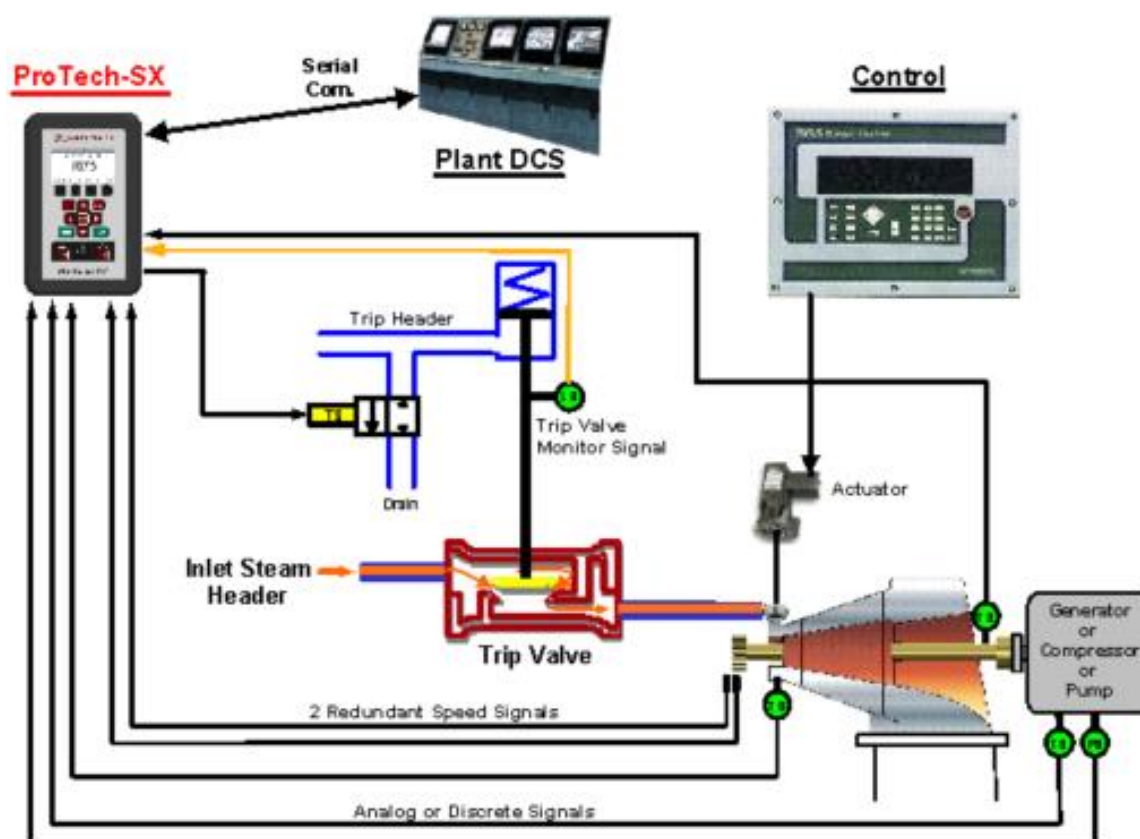 ProTech-SX
Serial
Com.
Plant DCS
Control
Trip Header
TS
Trip Valve
Monitor Signal
Drain
Actuator
Inlet Steam
Header
Trip Valve
Generator
or
Compressor
or
Pump
2 Redundant Speed Signals
Analog or Discrete Signals